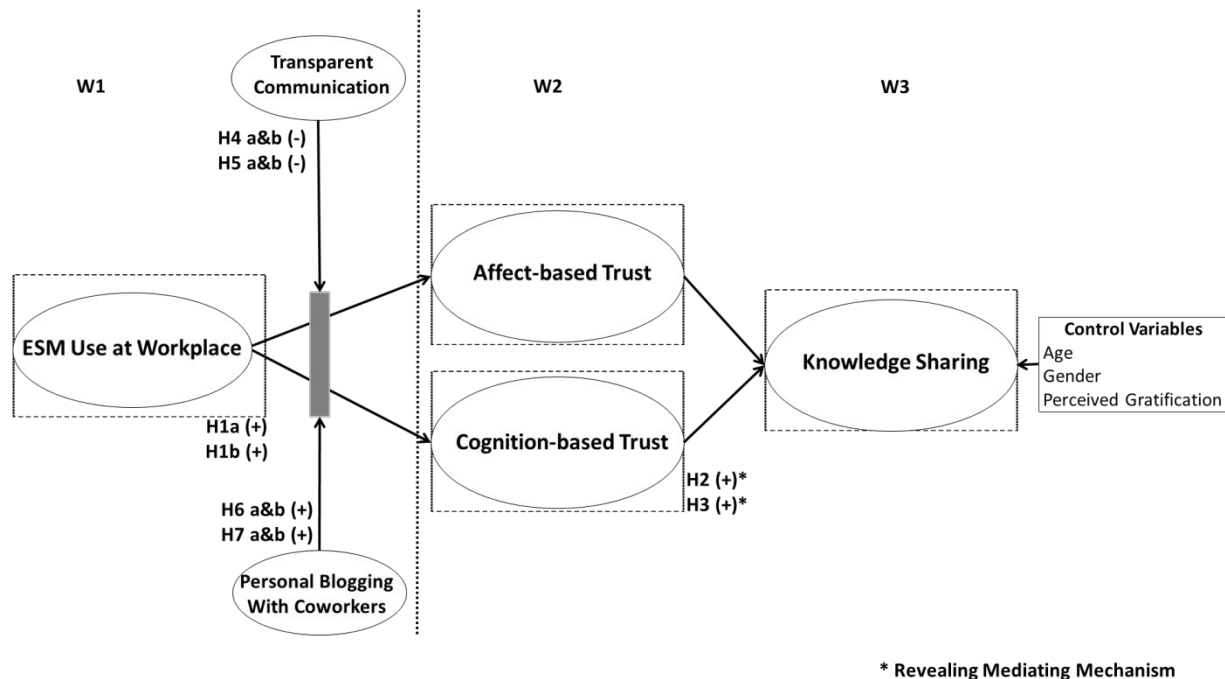 W1
Transparent
Communication
W2
W3
H4 a&b (-)
H5 a&b (-)
Affect-based Trust
ESM Use at Workplace
Knowledge Sharing
Control Variables
Age
Gender
Perceived Gratification
H1a (+)
H1b (+)
Cognition-based Trust
H2 (+)*
H3 (+)*
H6 a&b (+)
H7 a&b (+)
Personal Blogging
With Coworkers
* Revealing Mediating Mechanism